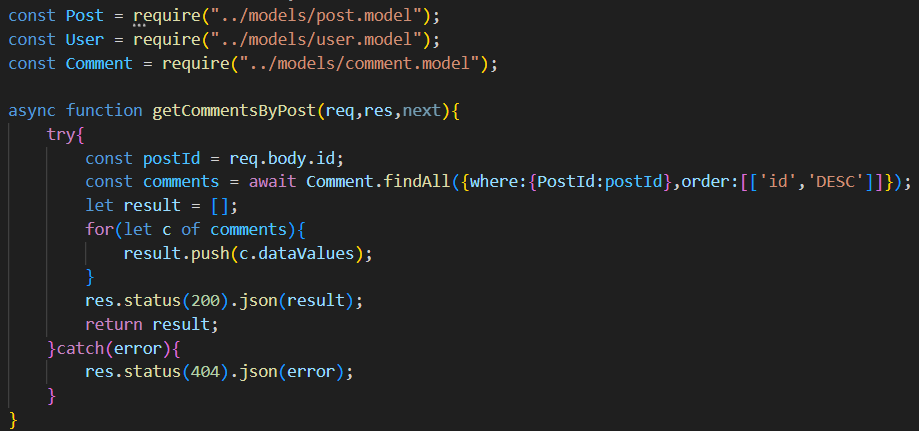 const Post = require("../models/post.model");
const User = require("../models/user.model");
const Comment = require("../models/comment.model");

async function getCommentsByPost(req,res,next){
    try{
        const postId = req.body.id;
        const comments = await Comment.findAll({where:{PostId:postId},order:[['id','DESC']]});
        let result = [];
        for(let c of comments){
            result.push(c.dataValues);
        }
        res.status(200).json(result);
        return result;
    }catch(error){
        res.status(404).json(error);
    }
}